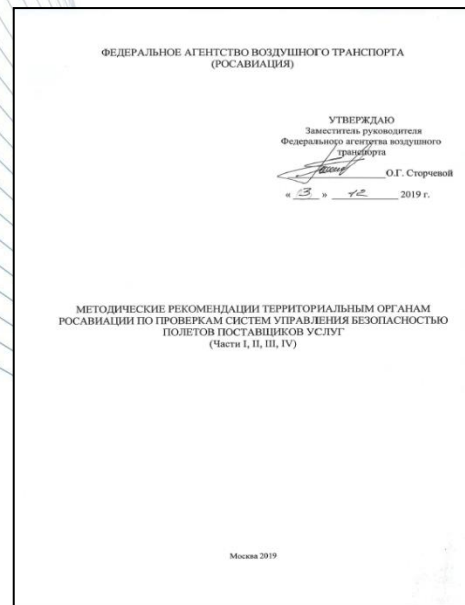 ФЕДЕРАЛЬНОЕ АГЕНТСТВО ВОЗДУШНОГО ТРАНСПОРТА
(РОСАВИАЦИЯ)
УТВЕРЖДАЮ
Заместитель руководителя
Федерального агентства воздушного
транспорта
О.Г. Сторчевой
« 3 » 12 2019 г.
МЕТОДИЧЕСКИЕ РЕКОМЕНДАЦИИ ТЕРРИТОРИАЛЬНЫМ ОРГАНАМ
РОСАВИАЦИИ ПО ПРОВЕРКАМ СИСТЕМ УПРАВЛЕНИЯ БЕЗОПАСНОСТЬЮ
ПОЛЕТОВ ПОСТАВЩИКОВ УСЛУГ
(Части I, II, III, IV)
Москва 2019